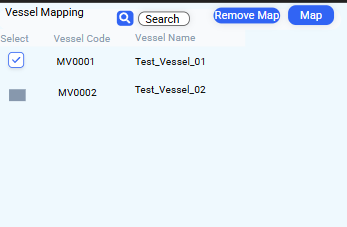 Vessel Mapping Search Remove Map Map
Select Vessel Code Vessel Name
MV0001 Test_Vessel_01
MV0002 Test_Vessel_02